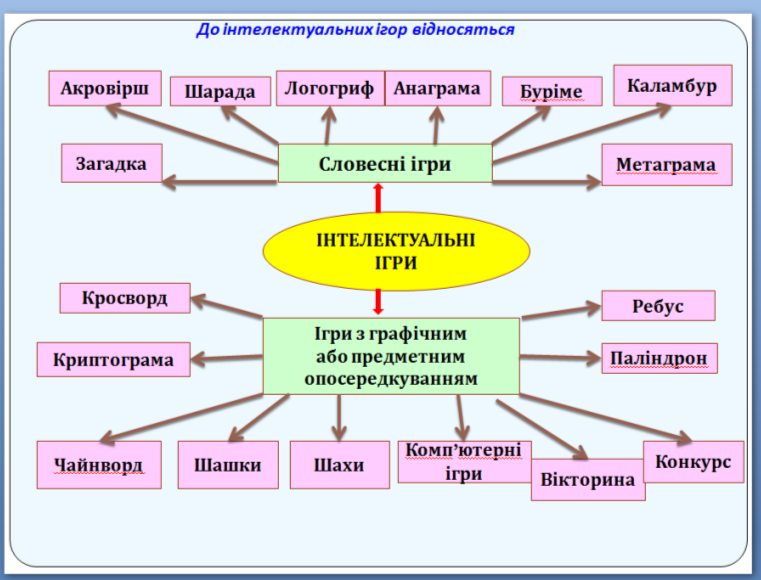 До інтелектуальних ігор відносяться
Акровірш
Шарада
Логогриф
Анаграма
Буріме
Каламбур
Загадка
Словесні ігри
Метаграма
ІНТЕЛЕКТУАЛЬНІ
ІГРИ
Кросворд
Ребус
Ігри з графічним
або предметним
опосередкуванням
Криптограма
Паліндрон
Чайнворд
Шашки
Шахи
Комп’ютерні
ігри
Вікторина
Конкурс